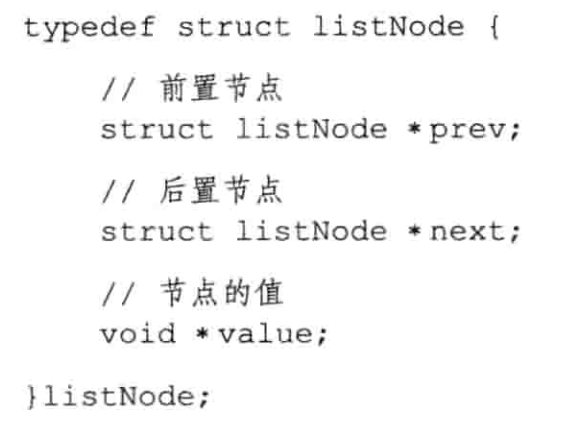 typedef struct listNode {
// 前置节点
struct listNode *prev;
// 后置节点
struct listNode *next;
// 节点的值
void *value;
}listNode;